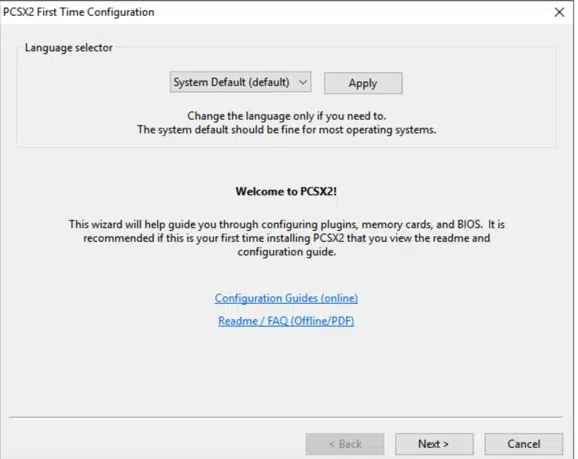 PCSX2 First Time Configuration
Language selector
System Default (default)
Apply
Change the language only if you need to.
The system default should be fine for most operating systems.
Welcome to PCSX2!
This wizard will help guide you through configuring plugins, memory cards, and BIOS.  It is
recommended if this is your first time installing PCSX2 that you view the readme and
configuration guide.
Configuration Guides (online)
Readme / FAQ (Offline/PDF)
< Back
Next >
Cancel